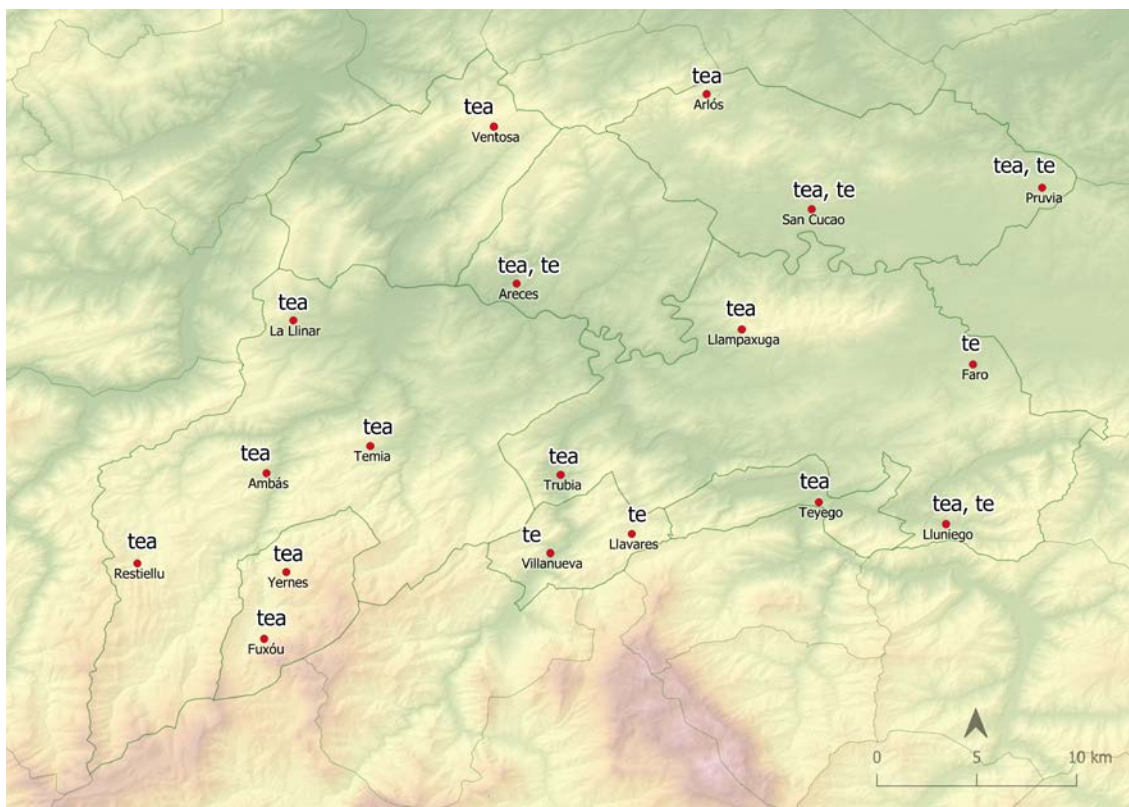 tea
Arlós
tea
Ventosa
tea, te
Pruvia
tea, te
San Cucao
tea, te
Areces
tea
La Llinar
tea
Llampaxuga
te
Faro
tea
Temia
tea
Ambás
tea
Trubia
tea
Teyego
tea, te
Lluniego
te
Llavares
te
Villanueva
tea
Restiellu
tea
Yernes
tea
Fuxóu
0 5 10 km